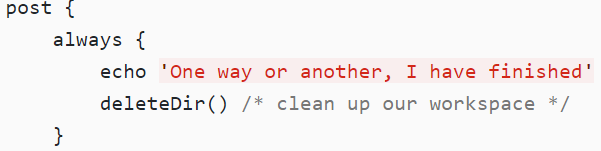 post {
    always {
        echo 'One way or another, I have finished'
        deleteDir() /* clean up our workspace */
    }